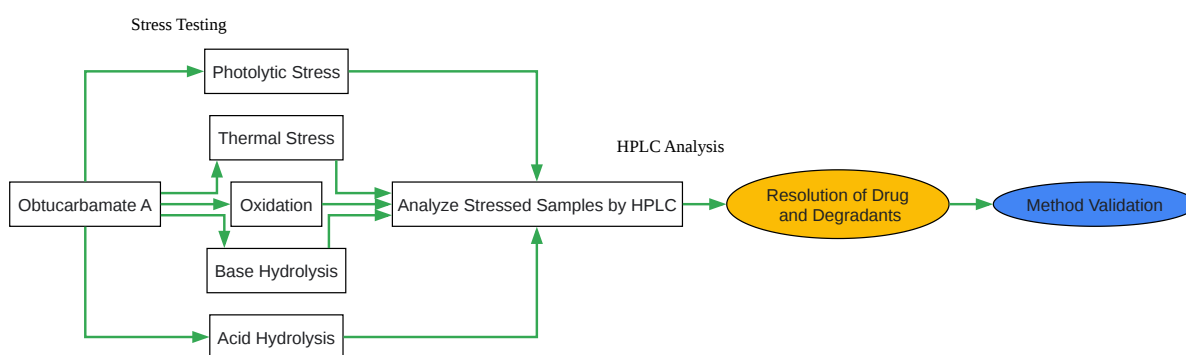 Stress Testing
Photolytic Stress
Thermal Stress
HPLC Analysis
Obtucarbamate A
Oxidation
Analyze Stressed Samples by HPLC
Resolution of Drug
and Degradants
Method Validation
Base Hydrolysis
Acid Hydrolysis